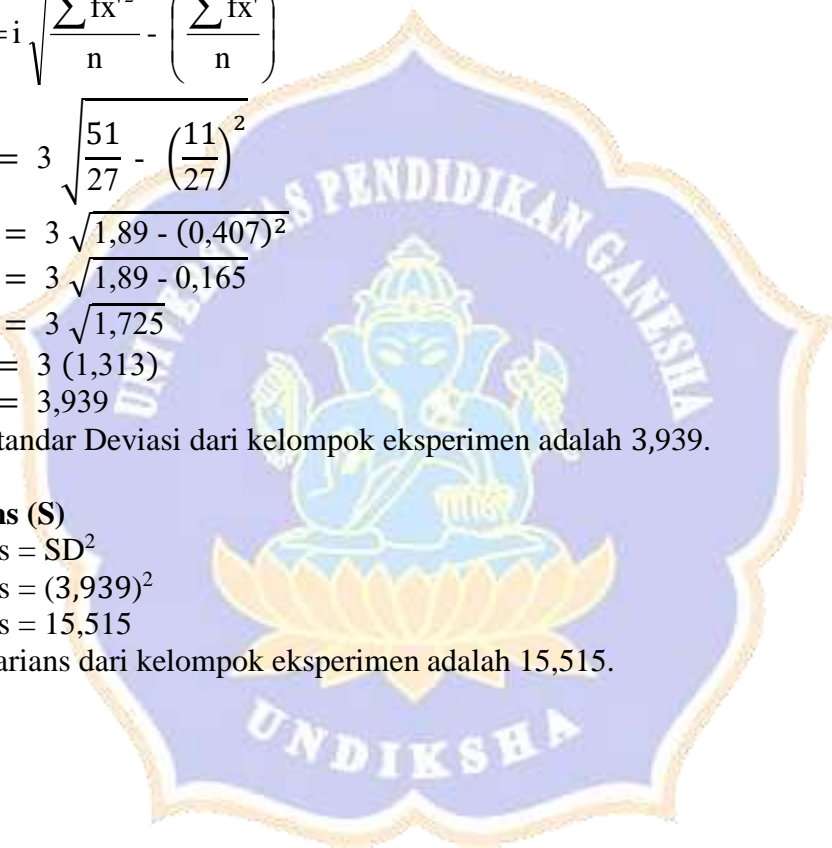 =i √(∑fx'² / n - (∑fx' / n))
= 3 √(51/27 - (11/27)²)
= 3 √(1,89 - (0,407)²)
= 3 √(1,89 - 0,165)
= 3 √1,725
= 3 (1,313)
= 3,939
tandar Deviasi dari kelompok eksperimen adalah 3,939.
ns (S)
s = SD²
s = (3,939)²
s = 15,515
arians dari kelompok eksperimen adalah 15,515.
UNIVERSITAS PENDIDIKAN GANESHA
UNDIKSHA